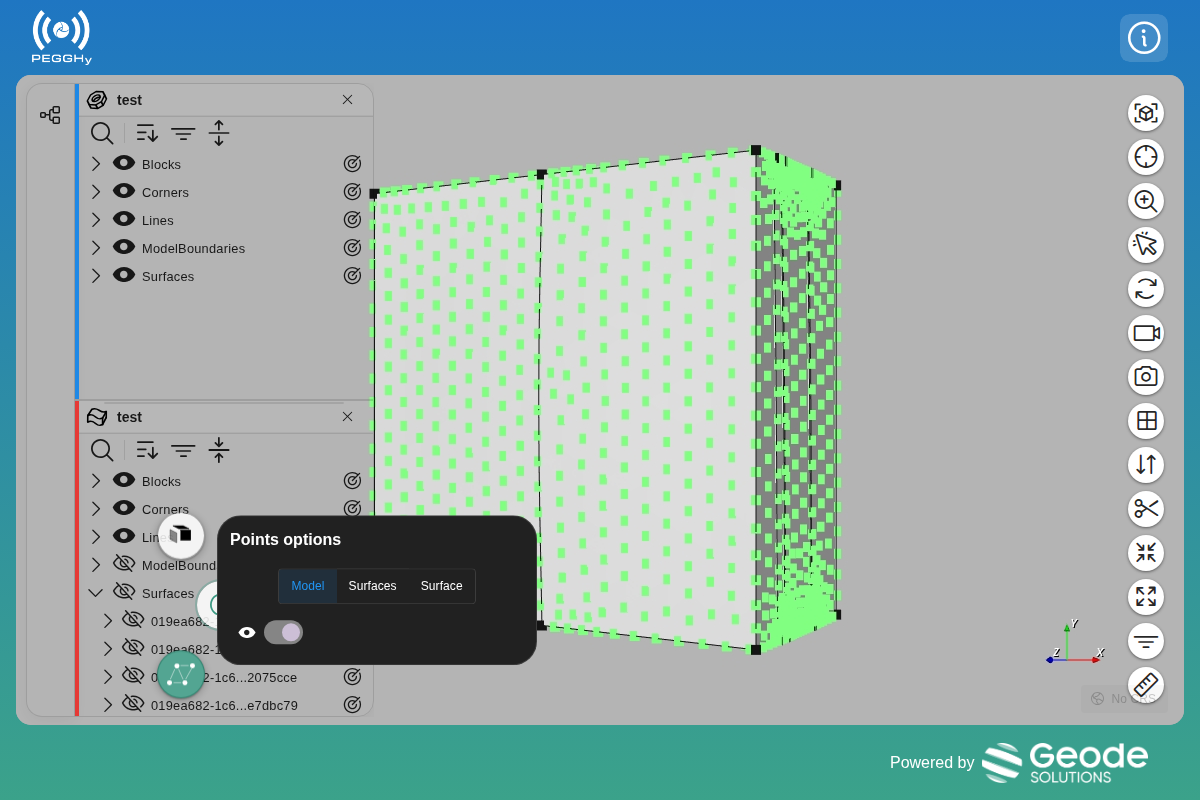 PEGGHy
test
Blocks
Corners
Lines
ModelBoundaries
Surfaces
test
Blocks
Corners
Line
ModelBound
Surfaces
019ea682-
019ea682-1
2-1c6...2075cce
019ea682-1c6...e7dbc79
Points options
Model Surfaces Surface
Y
Z X
No CRS
Powered by Geode
SOLUTIONS